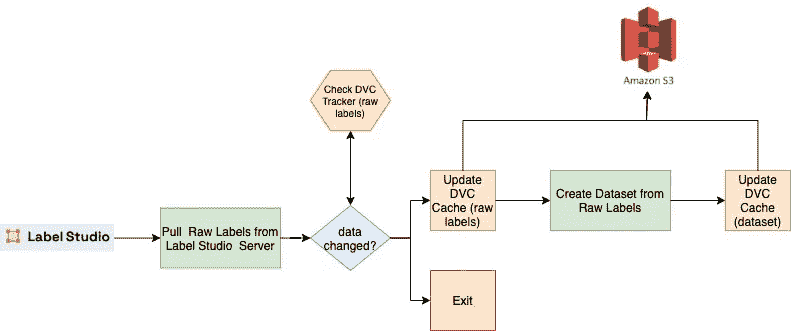 Amazon S3
Check DVC
Tracker (raw
labels)
Update
DVC
Cache (raw
labels)
Create Dataset from
Raw Labels
Update
DVC
Cache
(dataset)
Label Studio
Pull Raw Labels from
Label Studio Server
data
changed?
Exit